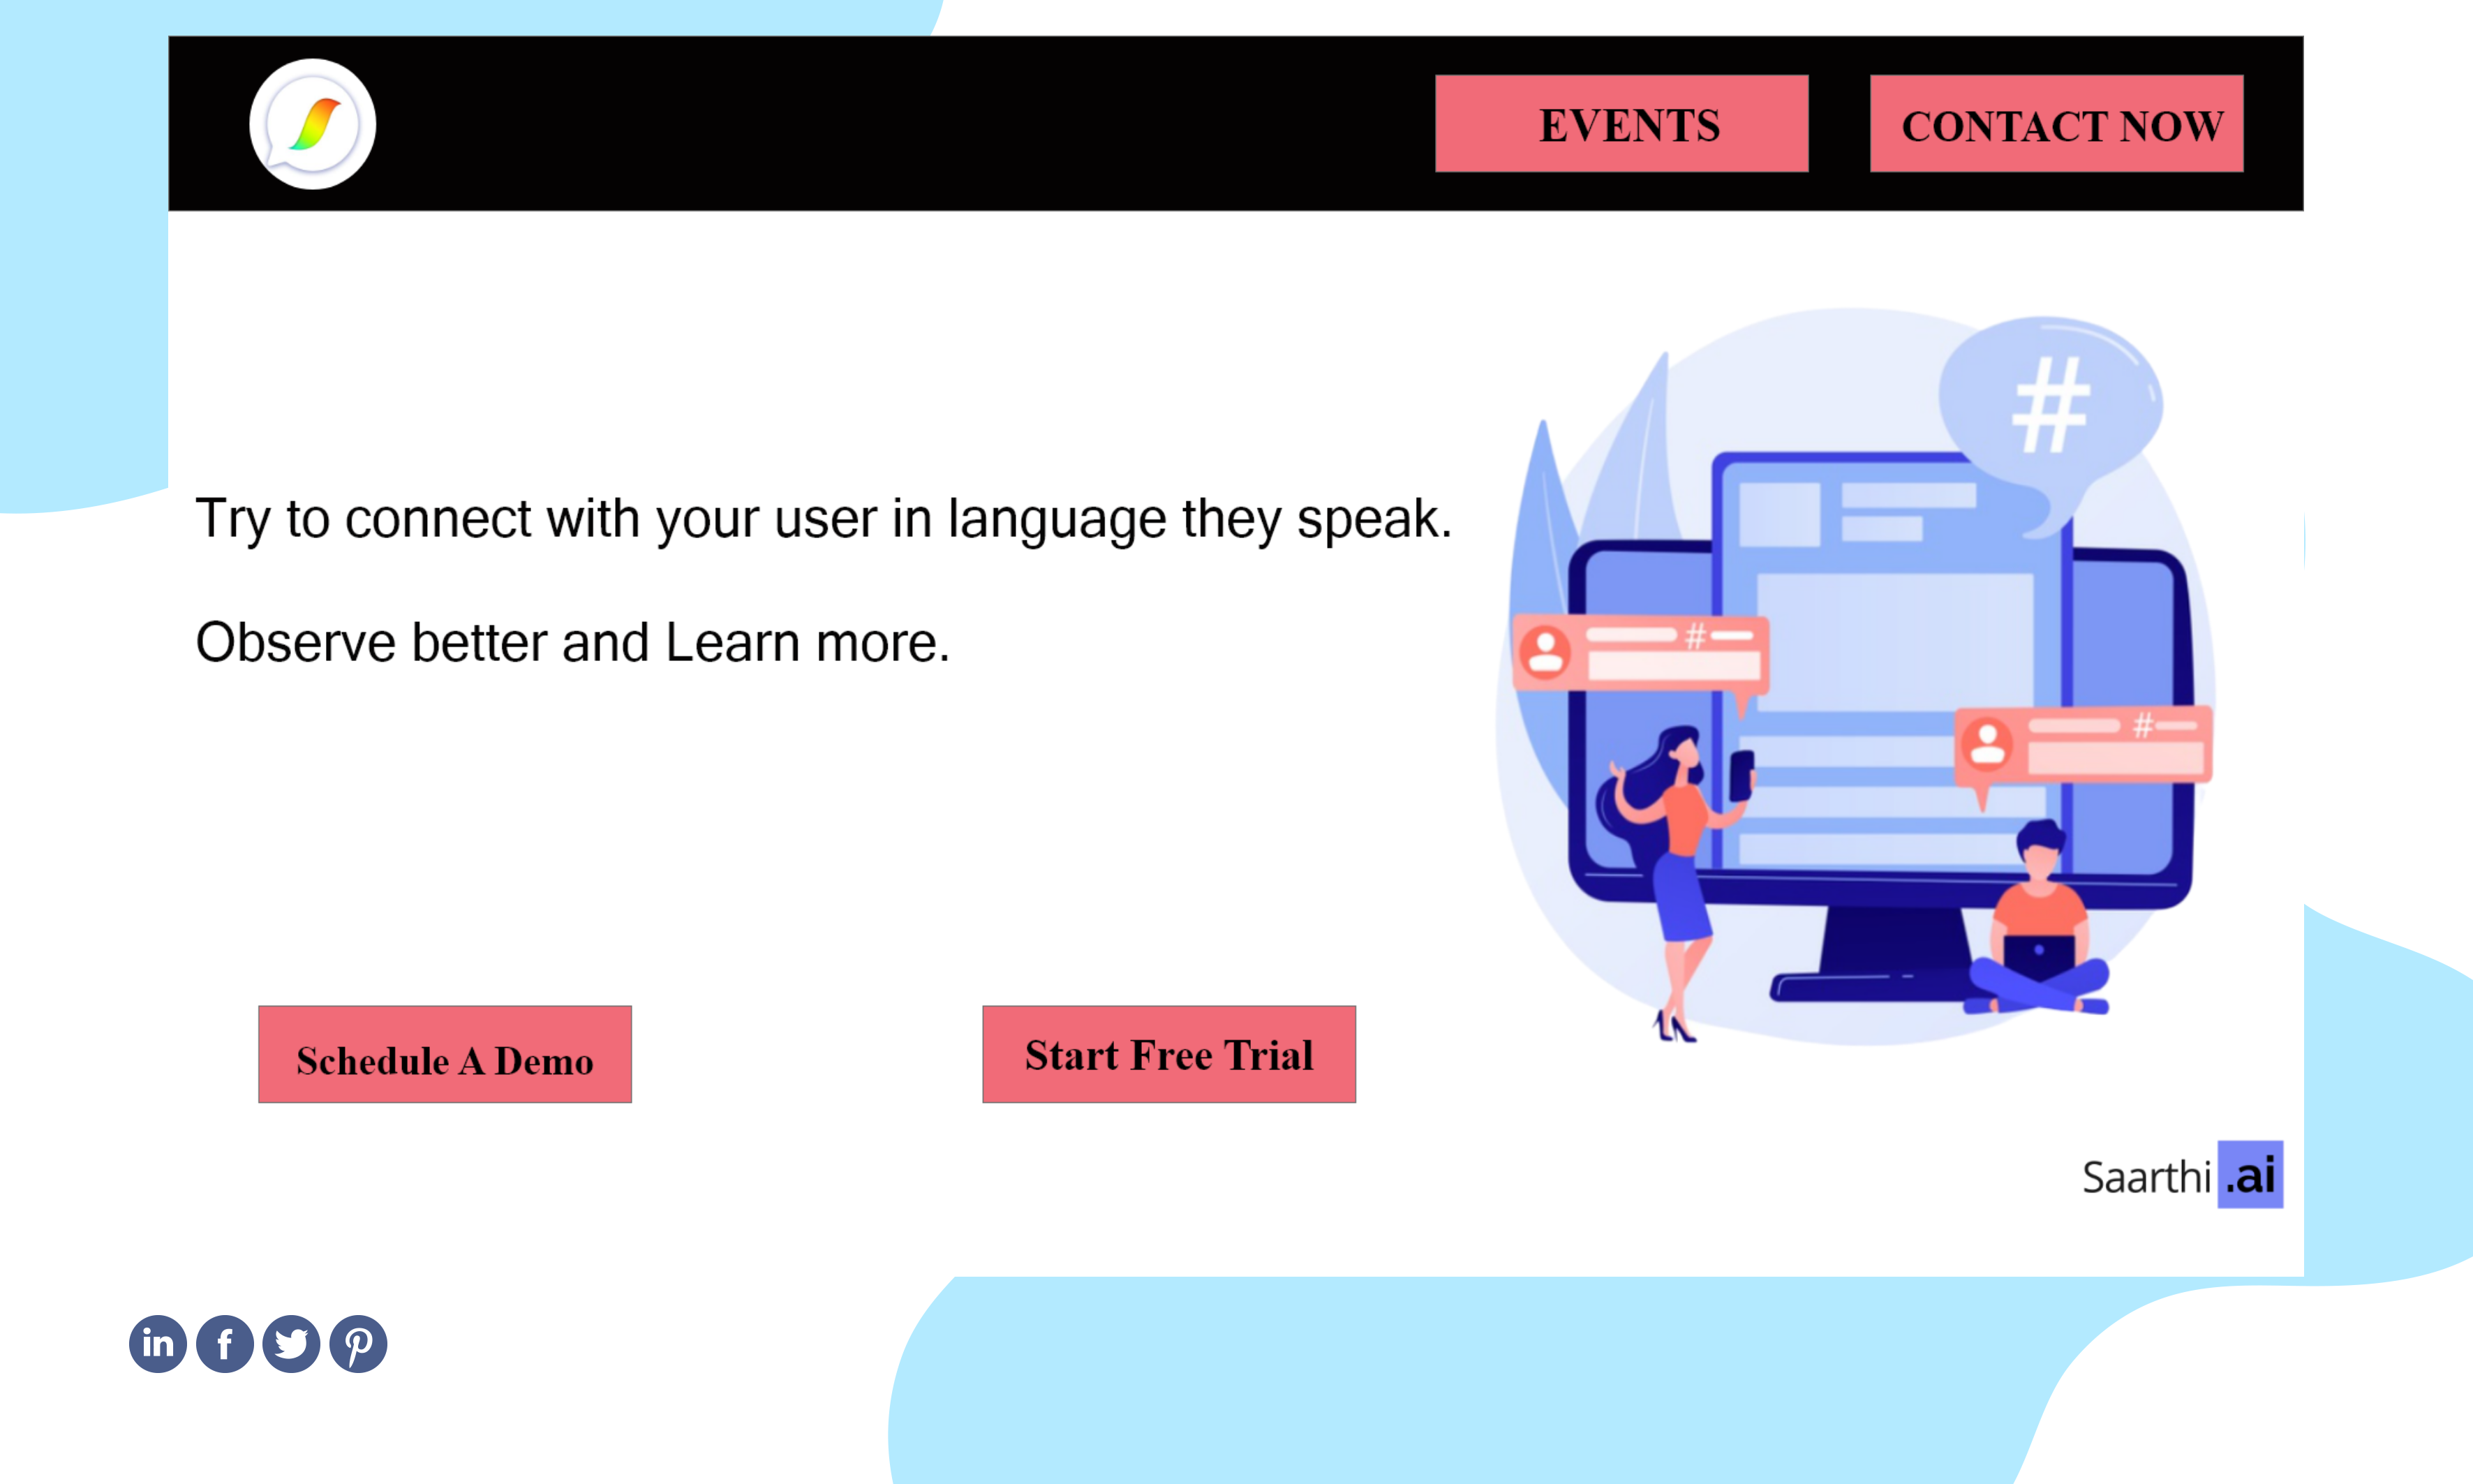 EVENTS
CONTACT NOW
#
Try to connect with your user in language they speak.
#
Observe better and Learn more.
#
Schedule A Demo
Start Free Trial
Saarthi .ai
in f